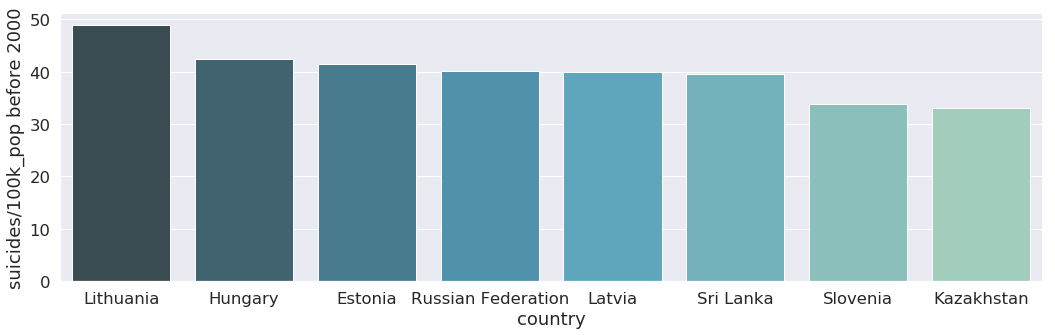 suicides/100k_pop before 2000
50
40
30
20
10
0
Lithuania Hungary Estonia Russian Federation Latvia Sri Lanka Slovenia Kazakhstan
country